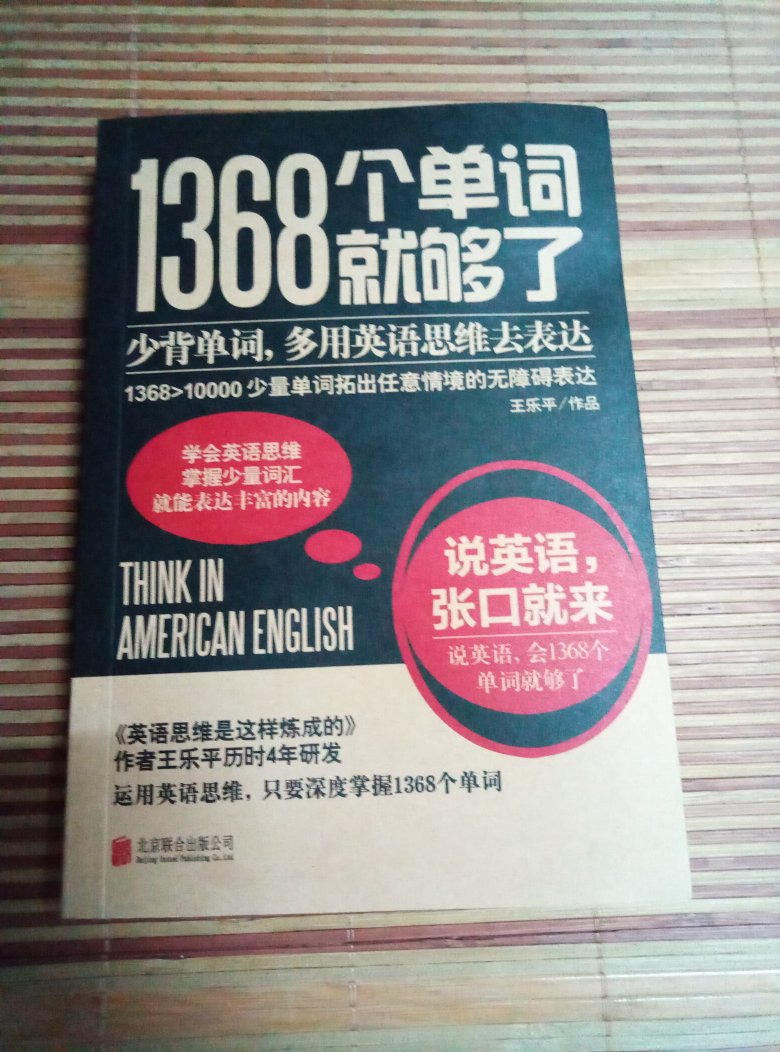 1368个单词
就够了
少背单词，多用英语思维去表达
1368>10000 少量单词拓出任意情境的无障碍表达
王乐平/作品
学会英语思维
掌握少量词汇
就能表达丰富的内容
THINK IN
AMERICAN ENGLISH
说英语，
张口就来
说英语，会1368个
单词就够了
《英语思维是这样炼成的》
作者王乐平历时4年研发
运用英语思维，只要深度掌握1368个单词
北京联合出版公司
Beijing United Publishing Co.,Ltd.